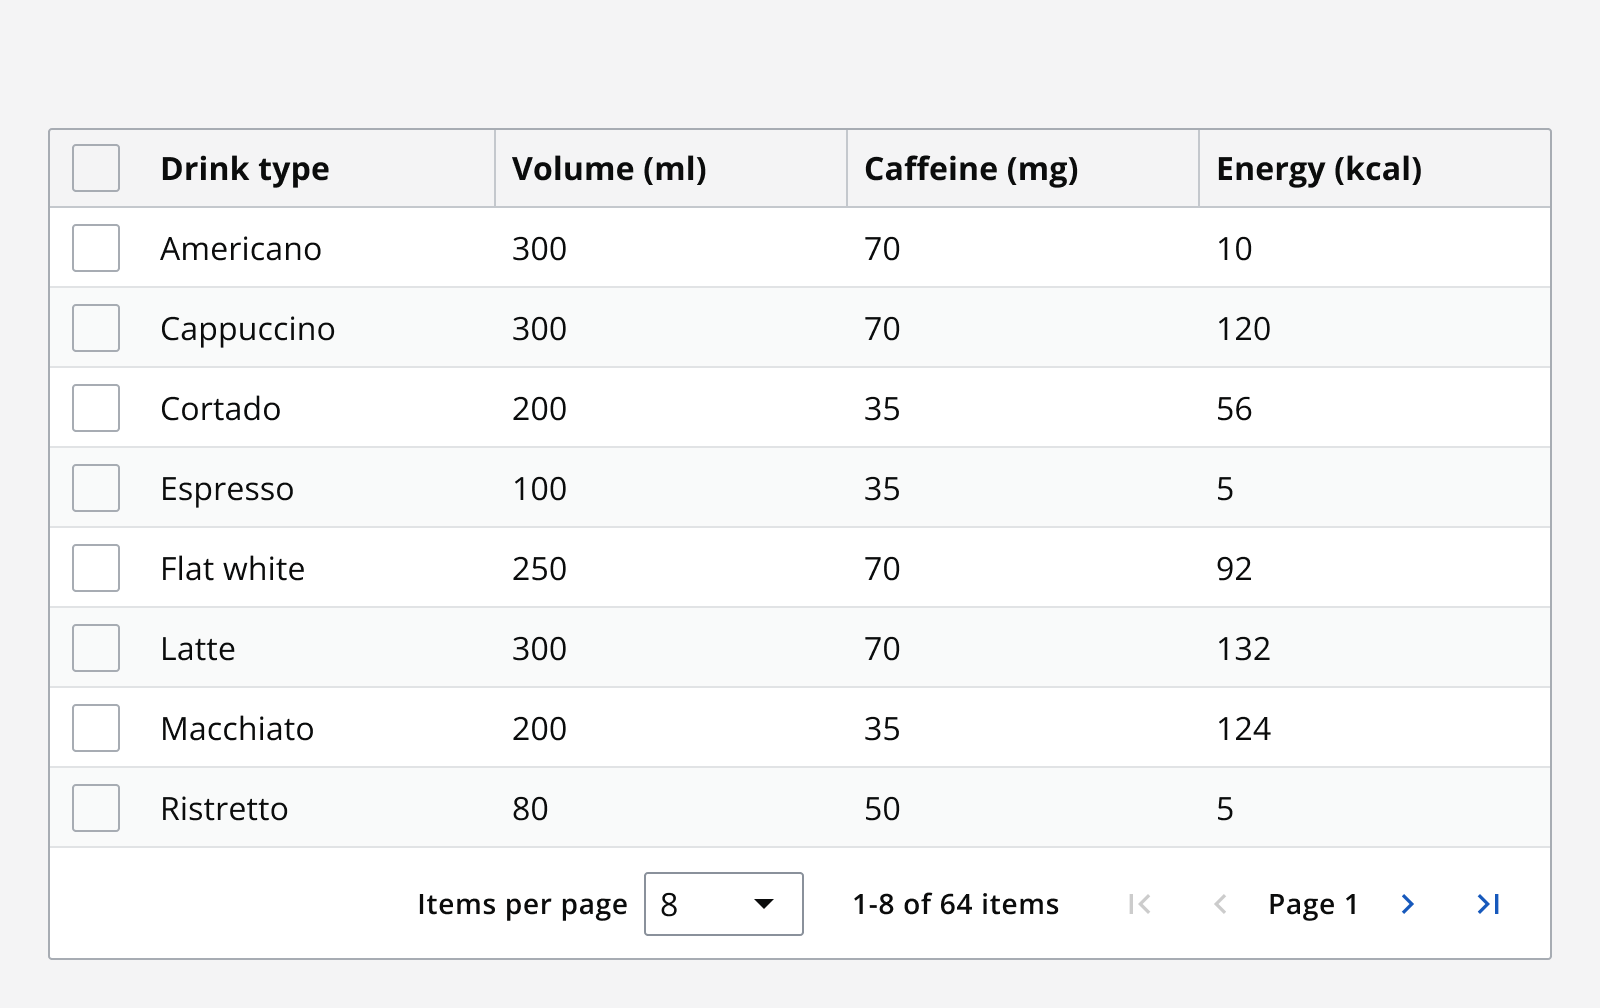 Drink type Volume (ml) Caffeine (mg) Energy (kcal)
Americano 300 70 10
Cappuccino 300 70 120
Cortado 200 35 56
Espresso 100 35 5
Flat white 250 70 92
Latte 300 70 132
Macchiato 200 35 124
Ristretto 80 50 5
Items per page 8 1-8 of 64 items Page 1